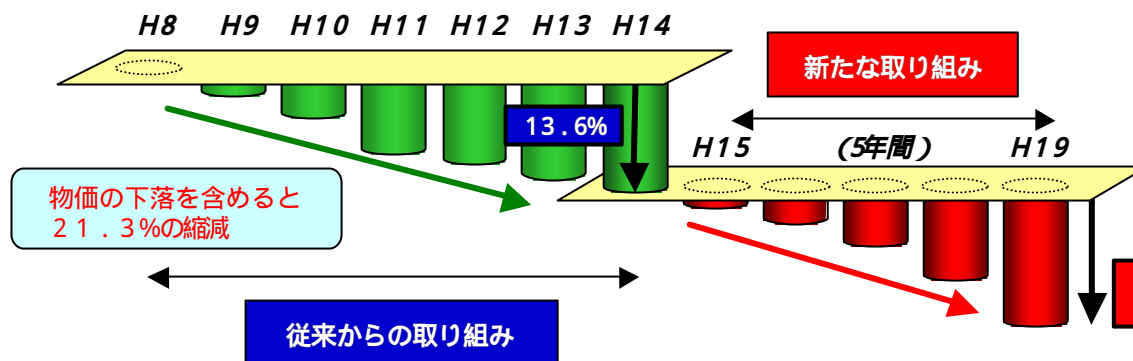 H8 H9 H10 H11 H12 H13 H14
新たな取り組み
13.6%
H15 (5年間) H19
物価の下落を含めると
21.3%の縮減
従来からの取り組み